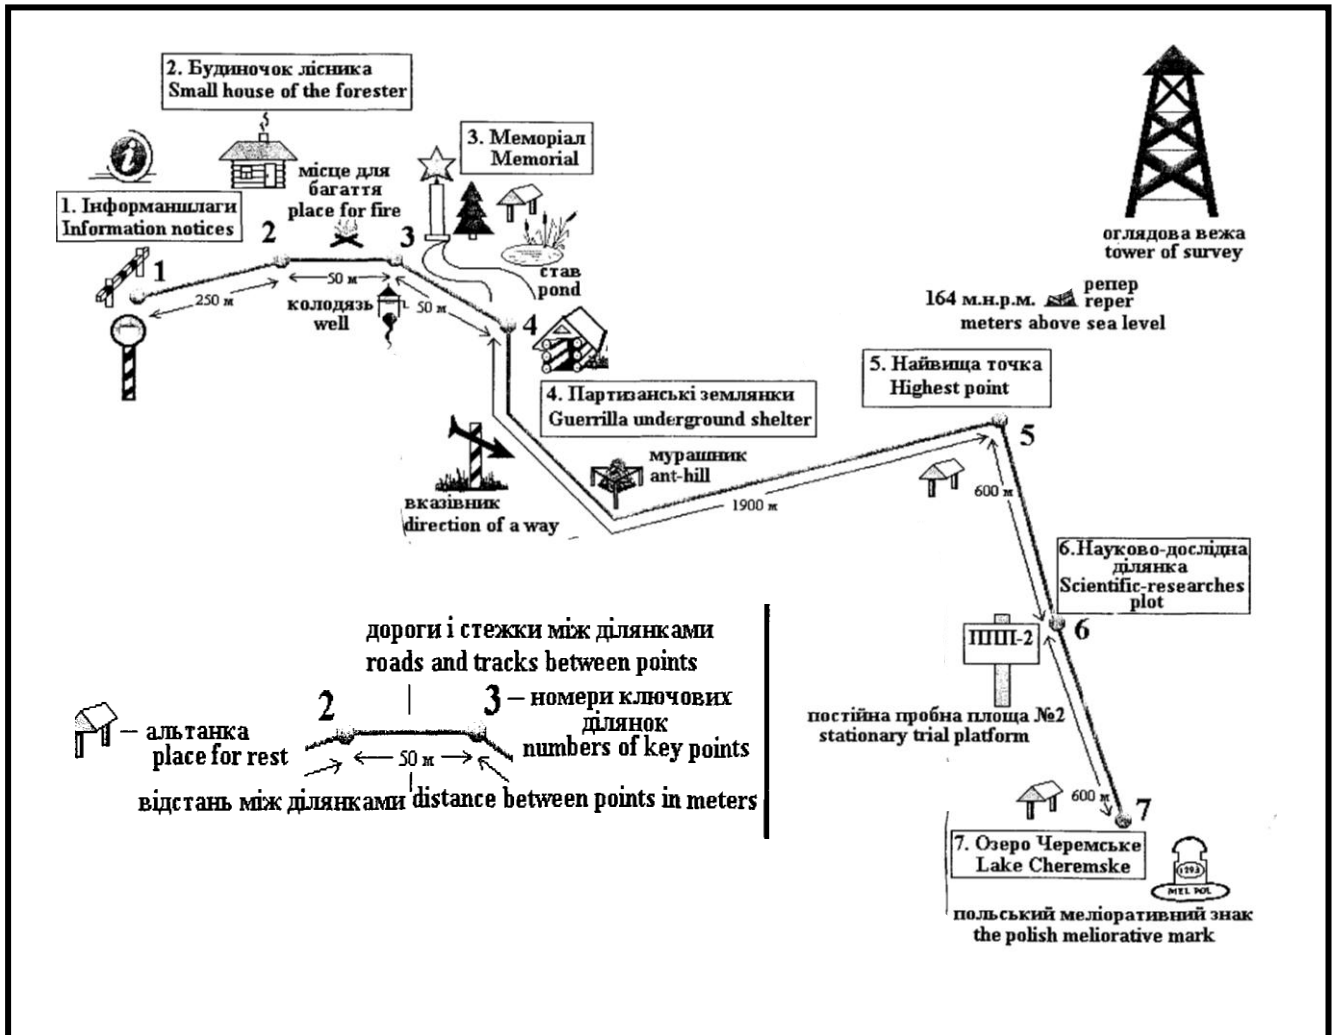 2. Будиночок лісника
Small house of the forester
3. Меморіал
Memorial
місце для
багаття
place for fire
1. Інформаншлаги
Information notices
1
2
3
250 м
50 м
50 м
колодязь
well
став
pond
4
оглядова вежа
tower of survey
164 м.н.р.м.
репер
reper
meters above sea level
5. Найвища точка
Highest point
4. Партизанські землянки
Guerrilla underground shelter
5
мурашник
ant-hill
вказівник
direction of a way
1900 м
600 м
6.Науково-дослідна
ділянка
Scientific-researches
plot
6
ППП-2
постійна пробна площа №2
stationary trial platform
600 м
7
7. Озеро Черемське
Lake Cheremske
MEL POL
польський меліоративний знак
the polish meliorative mark
дороги і стежки між ділянками
roads and tracks between points
2
3 – номери ключових
ділянок
numbers of key points
– альтанка
place for rest
50 м
відстань між ділянками distance between points in meters